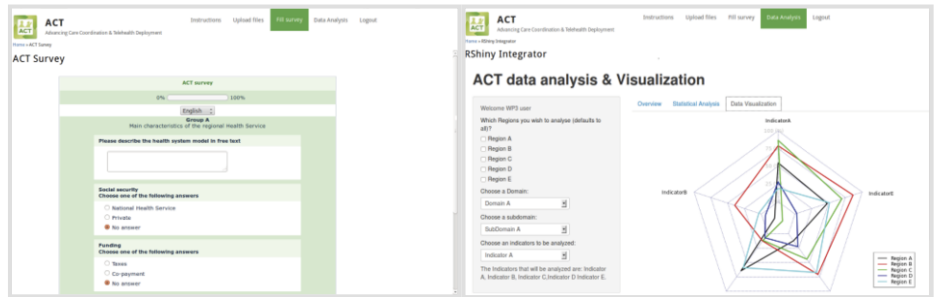 ACT
Advancing Care Coordination & Telehealth Deployment
Instructions Upload files Fill survey Data Analysis Logout
Home » ACT Survey
ACT Survey
ACT survey
0% 100%
English
Group A
Main characteristics of the regional Health Service
Please describe the health system model in free text
Social security
Choose one of the following answers
National Health Service
Private
No answer
Funding
Choose one of the following answers
Taxes
Co-payment
No answer
ACT
Advancing Care Coordination & Telehealth Deployment
Instructions Upload files Fill survey Data Analysis Logout
Home » RShiny Integrator
RShiny Integrator
ACT data analysis & Visualization
Welcome WP3 user
Which Regions you wish to analyse (defaults to
all)?
Region A
Region B
Region C
Region D
Region E
Choose a Domain:
Domain A
Choose a subdomain:
SubDomain A
Choose an indicators to be analyzed:
Indicator A
The Indicators that will be analyzed are: Indicator
A, Indicator B, Indicator C,Indicator D Indicator E.
Overview Statistical Analysis Data Visualization
IndicatorA
IndicatorB
IndicatorE
Region A
Region B
Region C
Region D
Region E